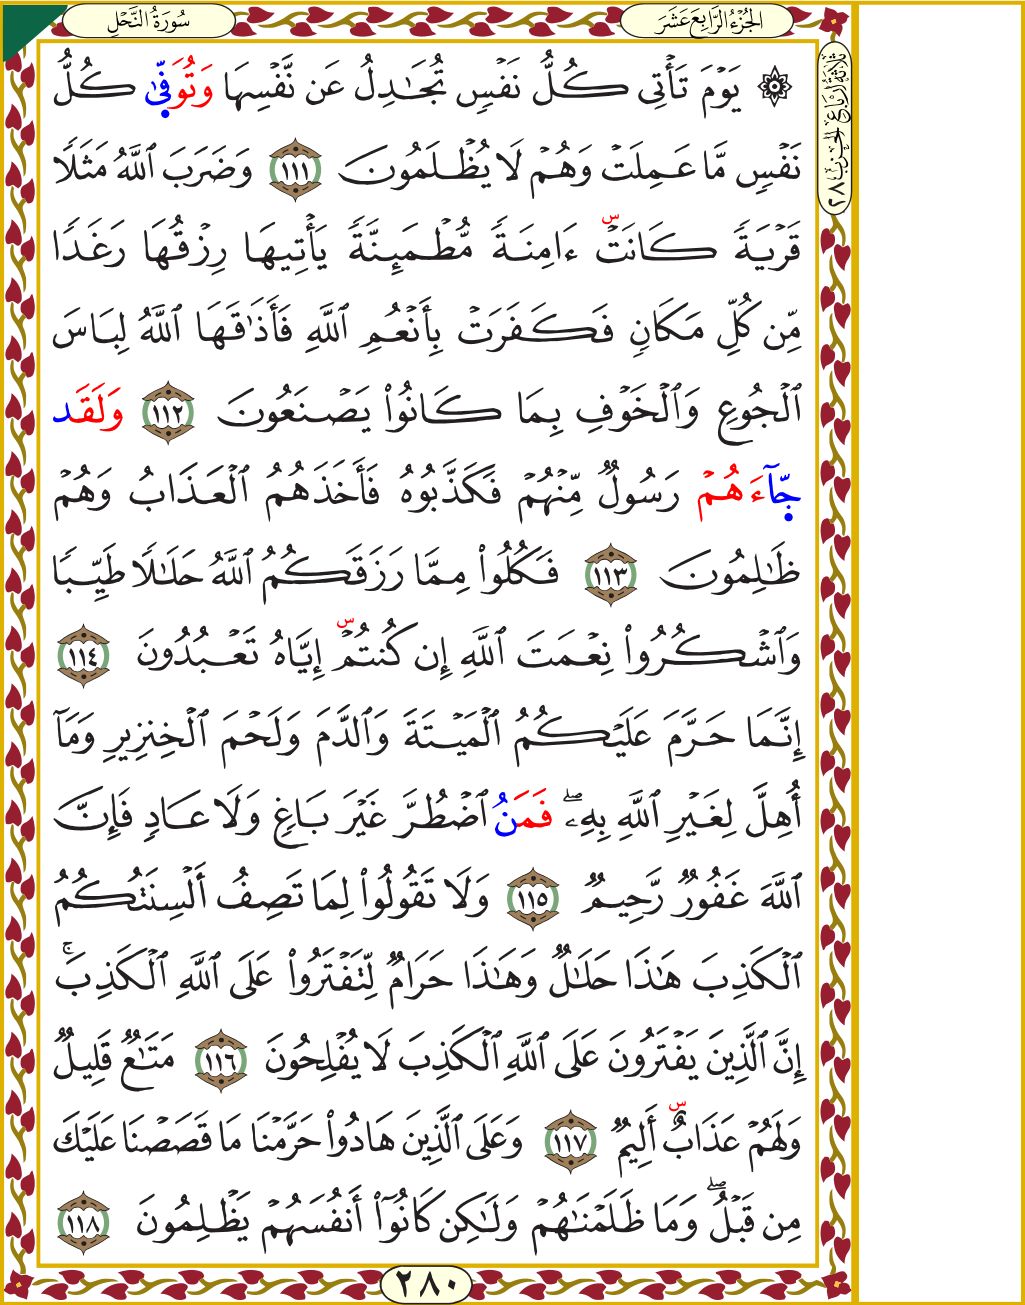 سُورَةُ النَّحْلِ
الجُزْءُ الرَّابِعَ عَشَرَ
ثَلَاثَةُ أَرْبَاعِ الْحِزْبِ ٢٨
۞ يَوْمَ تَأْتِى كُلُّ نَفْسٍ تُجَـٰدِلُ عَن نَّفْسِهَا وَتُوَفِّىٰ كُلُّ
نَفْسٍ مَّا عَمِلَتْ وَهُمْ لَا يُظْلَمُونَ ١١١ وَضَرَبَ ٱللَّهُ مَثَلًا
قَرْيَةً كَانَتْ س ءَامِنَةً مُّطْمَئِنَّةً يَأْتِيهَا رِزْقُهَا رَغَدًا
مِّن كُلِّ مَكَانٍ فَكَفَرَتْ بِأَنْعُمِ ٱللَّهِ فَأَذَٰقَهَا ٱللَّهُ لِبَاسَ
ٱلْجُوعِ وَٱلْخَوْفِ بِمَا كَانُوا۟ يَصْنَعُونَ ١١٢ وَلَقَد
جَّآءَهُمْ رَسُولٌ مِّنْهُمْ فَكَذَّبُوهُ فَأَخَذَهُمُ ٱلْعَذَابُ وَهُمْ
ظَـٰلِمُونَ ١١٣ فَكُلُوا۟ مِمَّا رَزَقَكُمُ ٱللَّهُ حَلَـٰلًا طَيِّبًا
وَٱشْكُرُوا۟ نِعْمَتَ ٱللَّهِ إِن كُنتُمْ س إِيَّاهُ تَعْبُدُونَ ١١٤
إِنَّمَا حَرَّمَ عَلَيْكُمُ ٱلْمَيْتَةَ وَٱلدَّمَ وَلَحْمَ ٱلْخِنزِيرِ وَمَآ
أُهِلَّ لِغَيْرِ ٱللَّهِ بِهِۦ ۖ فَمَنُ ٱضْطُرَّ غَيْرَ بَاغٍ وَلَا عَادٍ فَإِنَّ
ٱللَّهَ غَفُورٌ رَّحِيمٌ ١١٥ وَلَا تَقُولُوا۟ لِمَا تَصِفُ أَلْسِنَتُكُمُ
ٱلْكَذِبَ هَـٰذَا حَلَـٰلٌ وَهَـٰذَا حَرَامٌ لِّتَفْتَرُوا۟ عَلَى ٱللَّهِ ٱلْكَذِبَ ۚ
إِنَّ ٱلَّذِينَ يَفْتَرُونَ عَلَى ٱللَّهِ ٱلْكَذِبَ لَا يُفْلِحُونَ ١١٦ مَتَـٰعٌ قَلِيلٌ
وَلَهُمْ عَذَابٌ س أَلِيمٌ ١١٧ وَعَلَى ٱلَّذِينَ هَادُوا۟ حَرَّمْنَا مَا قَصَصْنَا عَلَيْكَ
مِن قَبْلُ ۖ وَمَا ظَلَمْنَـٰهُمْ وَلَـٰكِن كَانُوٓا۟ أَنفُسَهُمْ يَظْلِمُونَ ١١٨
٢٨٠